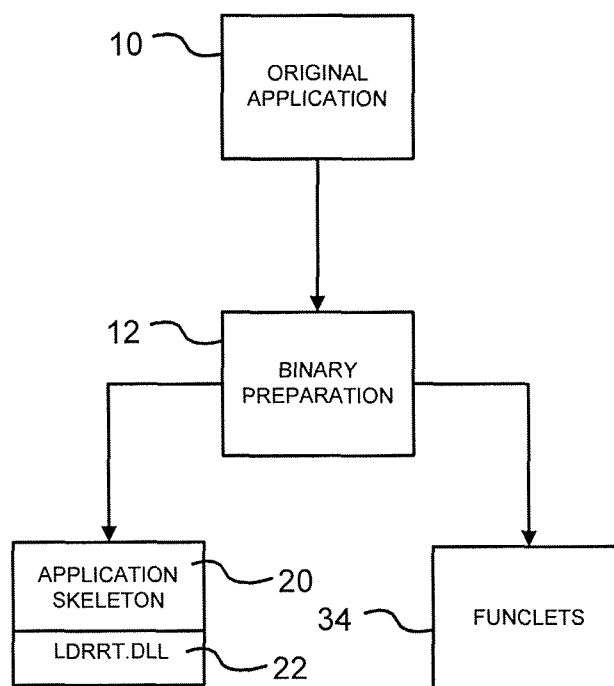 10
ORIGINAL
APPLICATION
12
BINARY
PREPARATION
APPLICATION
SKELETON
20
LDRRT.DLL
22
34
FUNCLETS